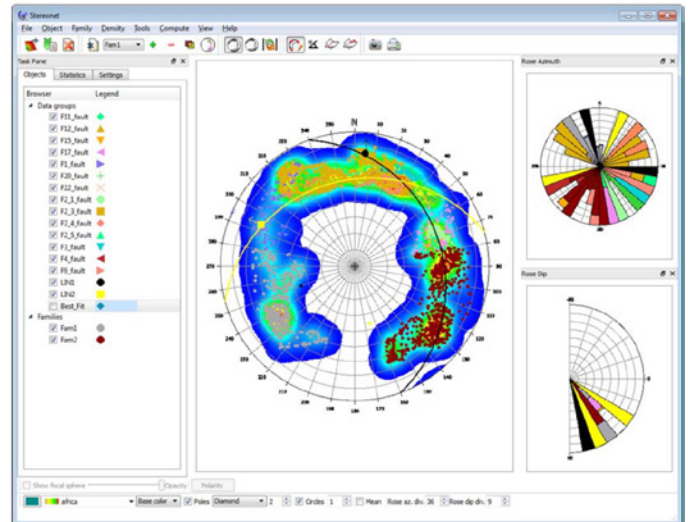 Stereonet
File Object Family Density Tools Compute View Help
Fam1
Task Pane
Rose Azimuth
Objects Statistics Settings
Browser Legend
Data groups
F11_fault
F12_fault
F15_fault
F17_fault
F1_fault
F20_fault
F22_fault
F2_1_fault
F2_3_fault
F2_4_fault
F2_5_fault
F3_fault
F4_fault
F9_fault
LIN1
LIN2
Best_Fit
Families
Fam1
Fam2
N
Rose Dip
Show focal sphere Opacity Polarity
africa Base color Poles Diamond 2 Circles 1 Mean Rose az. div. 36 Rose dip div. 9